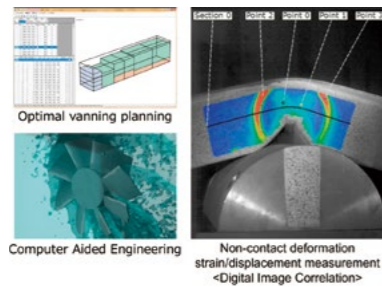 Section 0 Point 2 Point 0 Point 1 Point
Optimal vanning planning
Computer Aided Engineering
Non-contact deformation
strain/displacement measurement
<Digital Image Correlation>